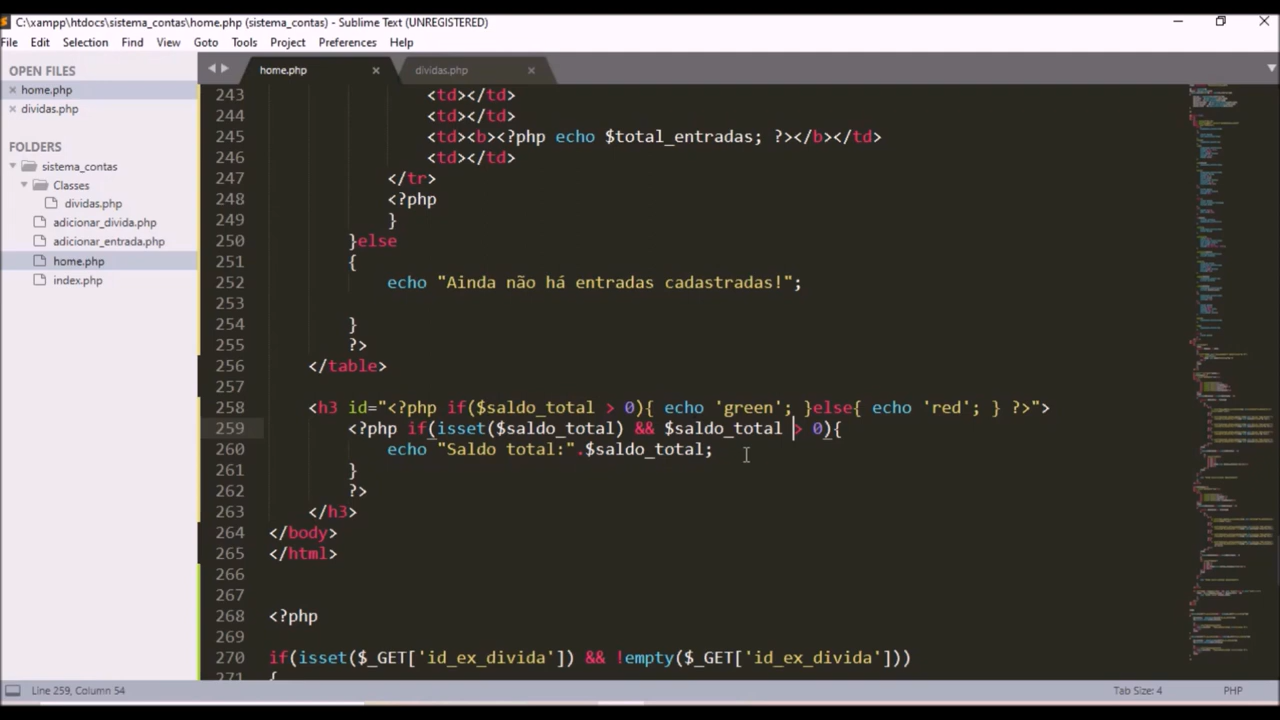 C:\xampp\htdocs\sistema_contas\home.php (sistema_contas) - Sublime Text (UNREGISTERED)
File Edit Selection Find View Goto Tools Project Preferences Help
OPEN FILES
home.php
dividas.php
FOLDERS
sistema_contas
Classes
dividas.php
adicionar_divida.php
adicionar_entrada.php
home.php
index.php
home.php dividas.php
243 <td></td>
244 <td></td>
245 <td><b><?php echo $total_entradas; ?></b></td>
246 <td></td>
247 </tr>
248 <?php
249 }
250 }else
251 {
252 echo "Ainda não há entradas cadastradas!";
253
254 }
255 ?>
256 </table>
257
258 <h3 id="<?php if($saldo_total > 0){ echo 'green'; }else{ echo 'red'; } ?>">
259 <?php if(isset($saldo_total) && $saldo_total > 0){
260 echo "Saldo total:".$saldo_total;
261 }
262 ?>
263 </h3>
264 </body>
265 </html>
266
267
268 <?php
269
270 if(isset($_GET['id_ex_divida']) && !empty($_GET['id_ex_divida']))
271 {
Line 259, Column 54 Tab Size: 4 PHP